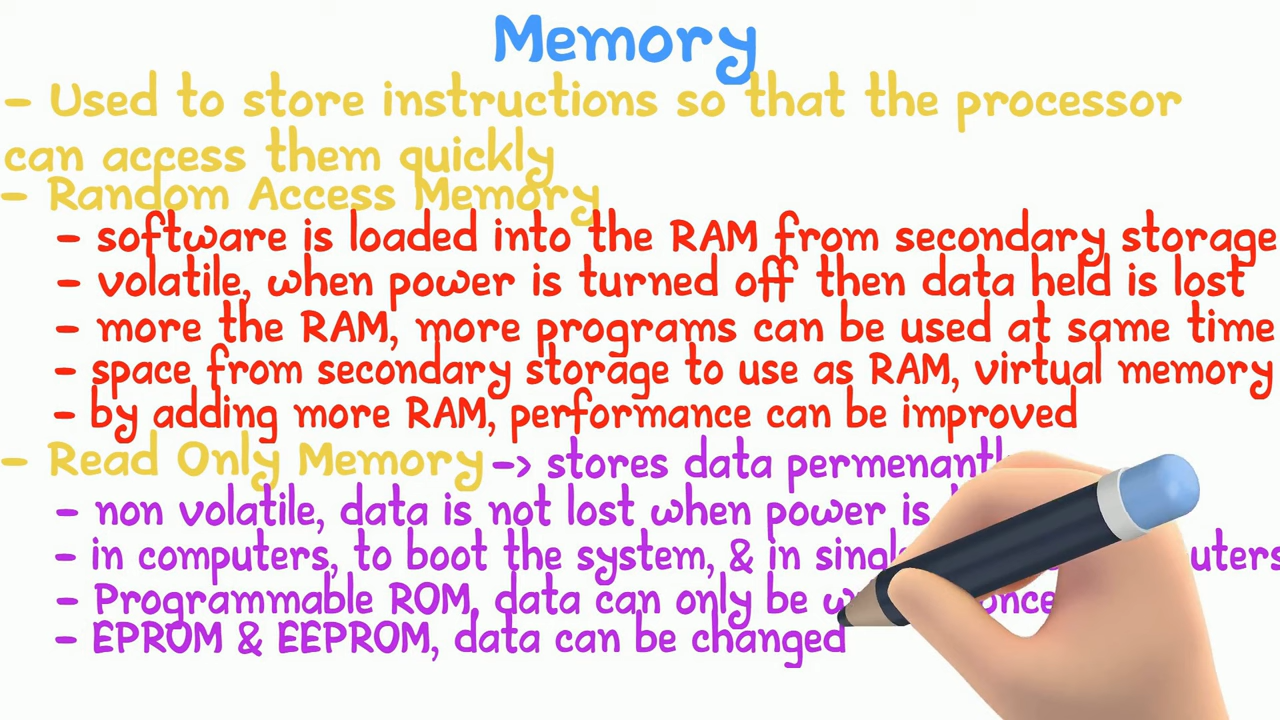 Memory
- Used to store instructions so that the processor
can access them quickly
- Random Access Memory
- software is loaded into the RAM from secondary storage
- volatile, when power is turned off then data held is lost
- more the RAM, more programs can be used at same time
- space from secondary storage to use as RAM, virtual memory
- by adding more RAM, performance can be improved
- Read Only Memory -> stores data permenantly
- non volatile, data is not lost when power is
- in computers, to boot the system, & in
- Programmable ROM, data can only be once
- EPROM & EEPROM, data can be changed